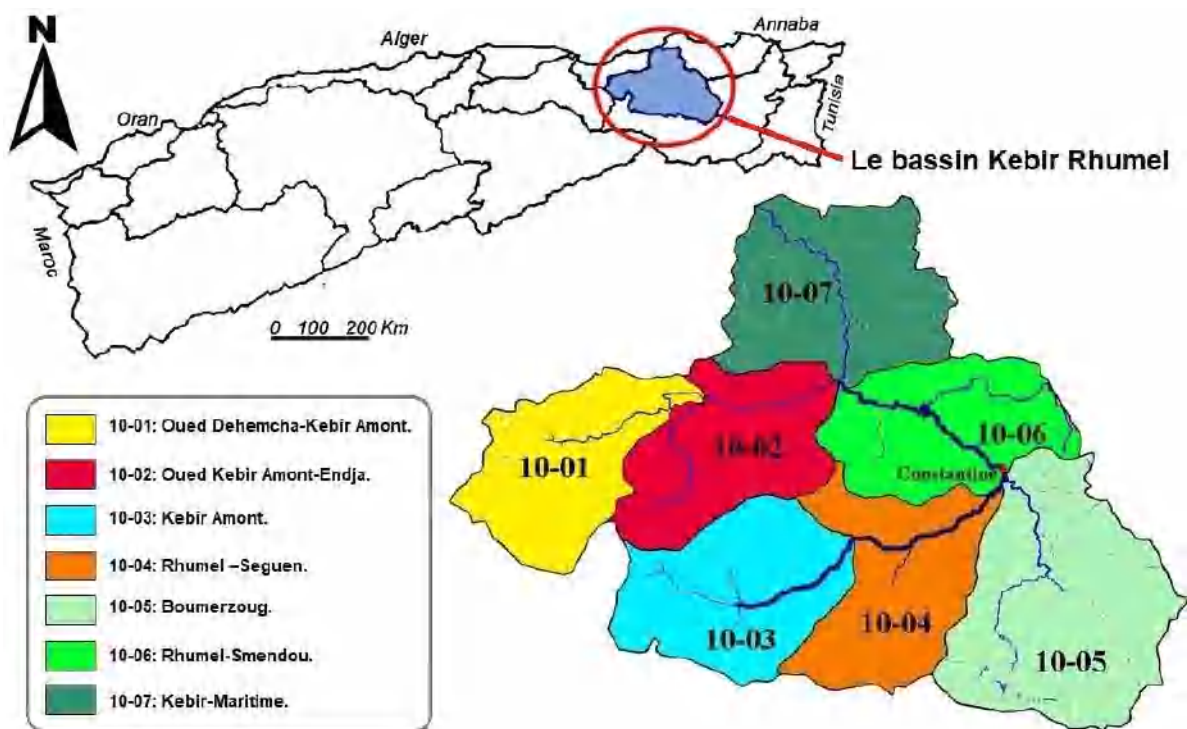 N
Annaba
Alger
Oran
Tunisia
Maroc
Le bassin Kebir Rhumel
0 100 200 Km
10-07
10-01
10-02
10-06
Constantine
10-03
10-04
10-05
10-01: Oued Dehemcha-Kebir Amont.
10-02: Oued Kebir Amont-Endja.
10-03: Kebir Amont.
10-04: Rhumel –Seguen.
10-05: Boumerzoug.
10-06: Rhumel-Smendou.
10-07: Kebir-Maritime.